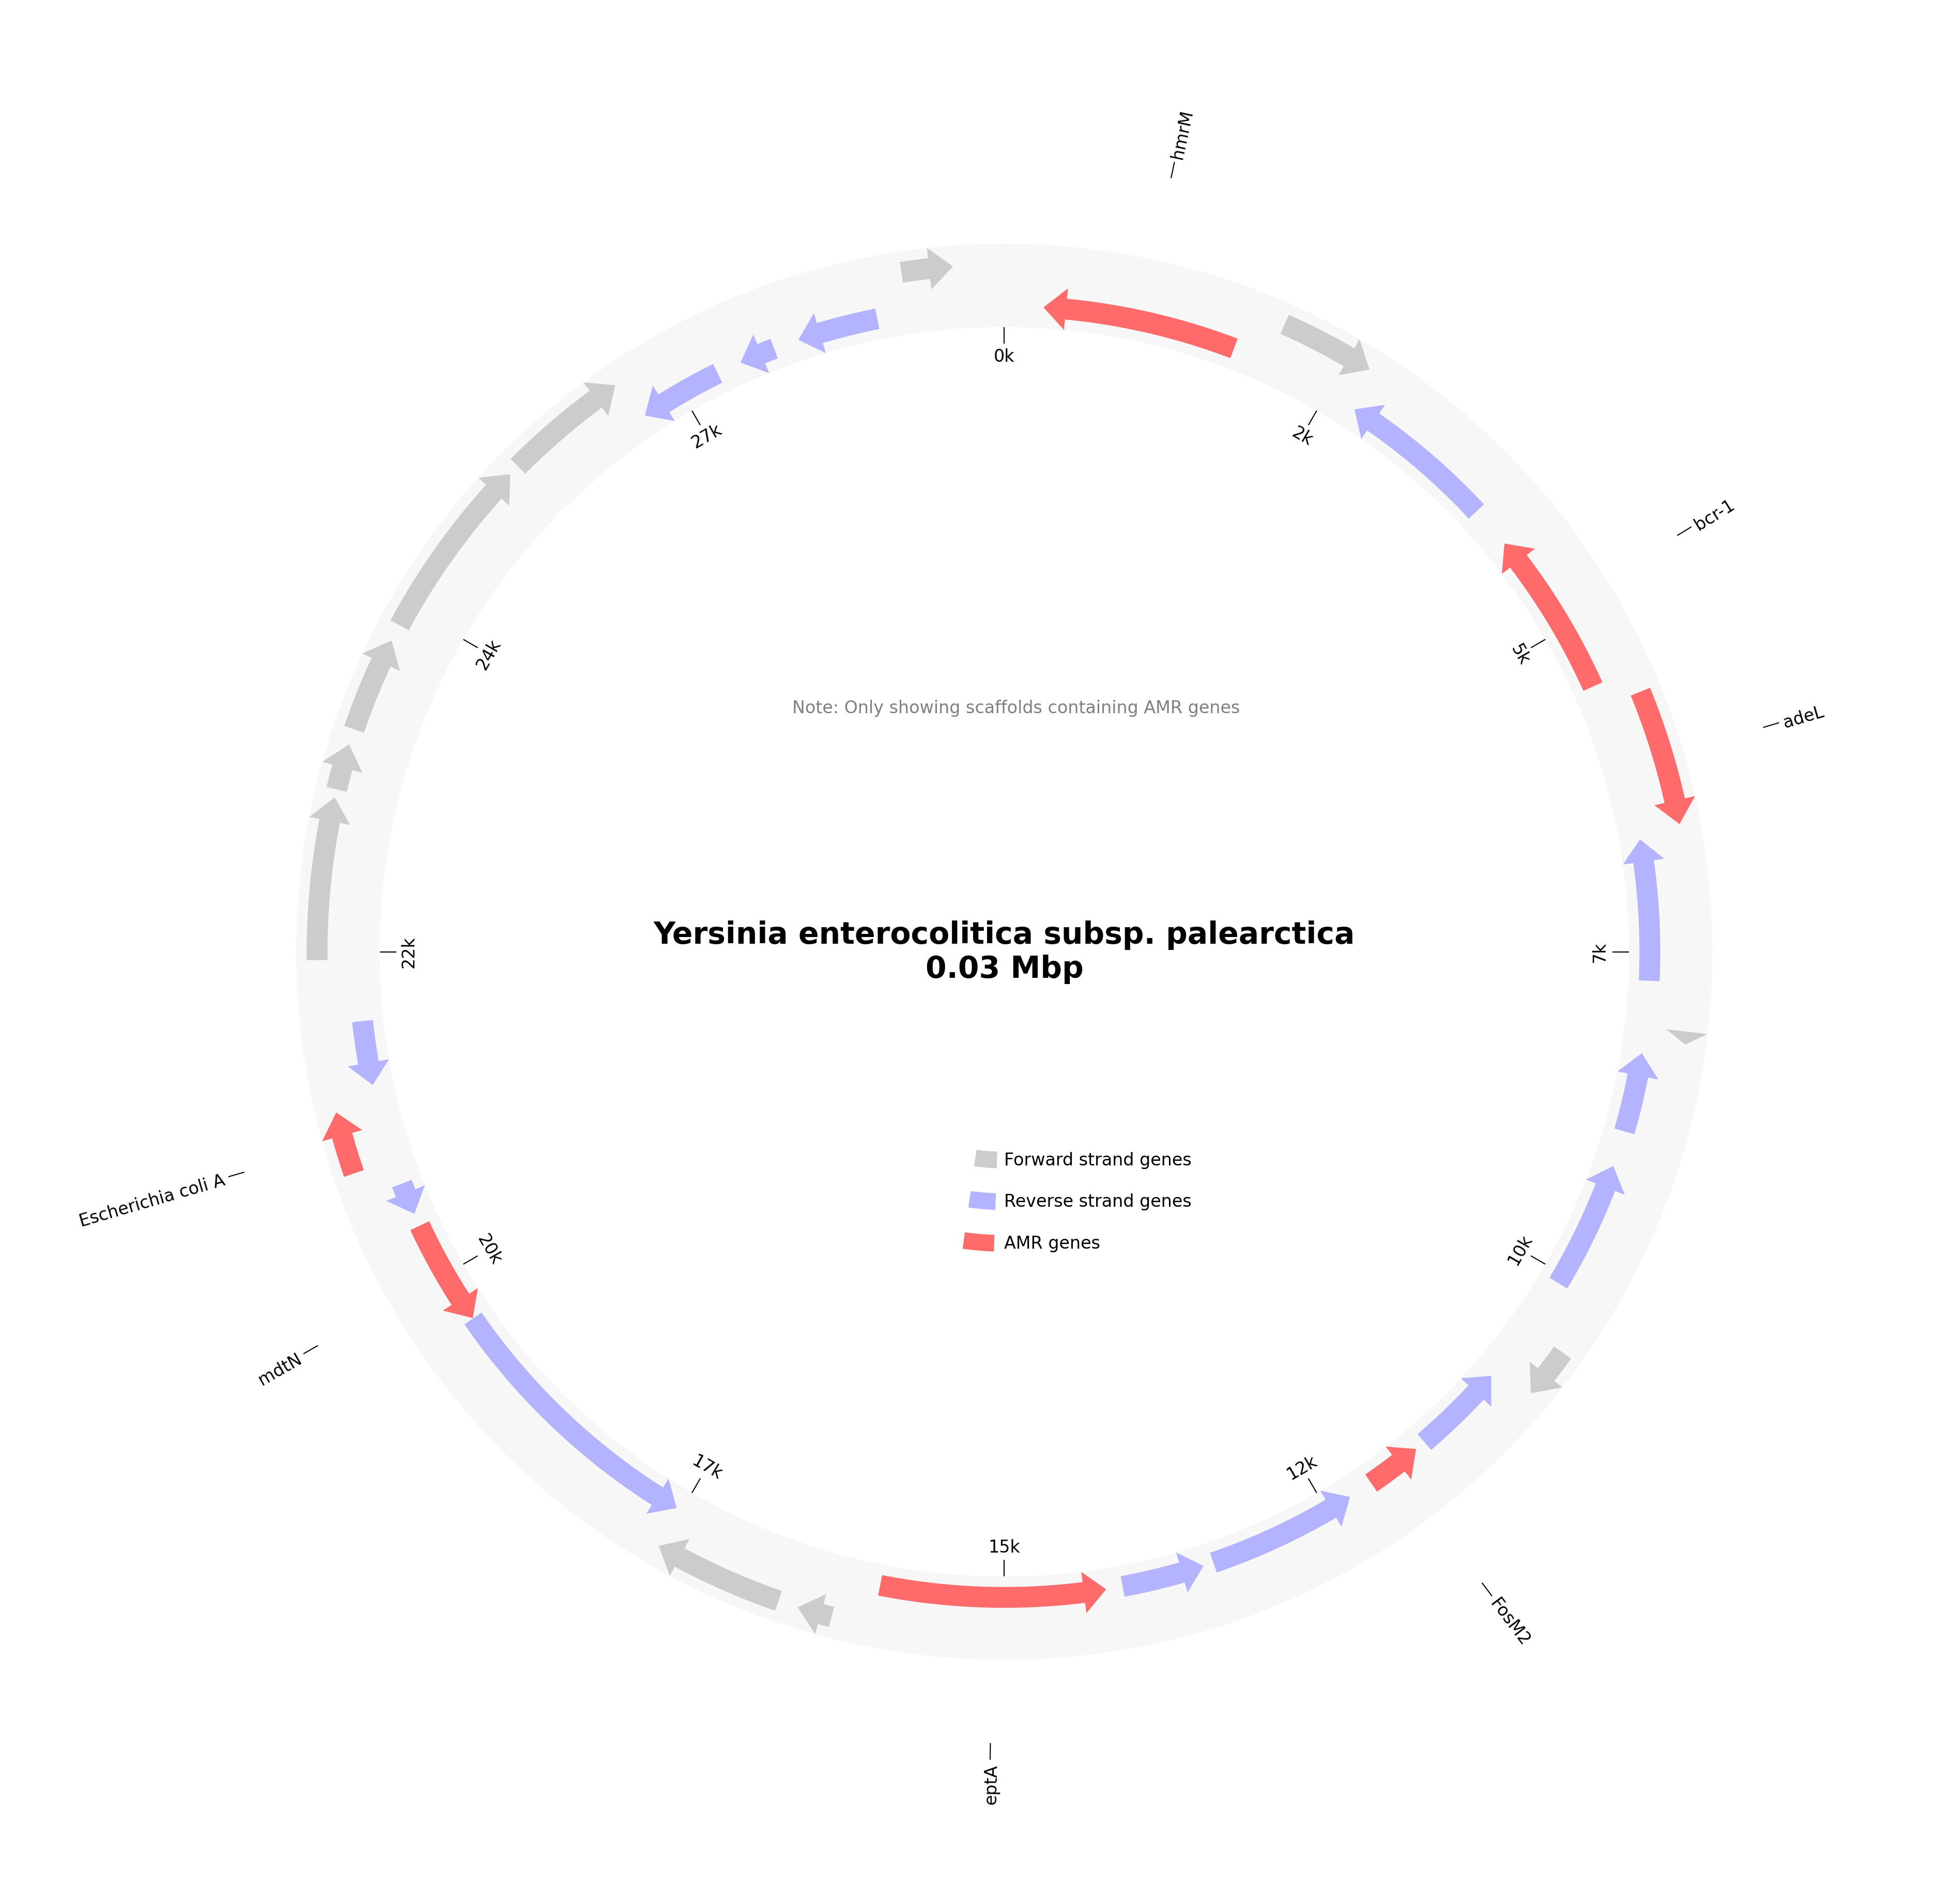 hmrM
0k
2k
27k
bcr-1
5k
24k
Note: Only showing scaffolds containing AMR genes
adeL
Yersinia enterocolitica subsp. palearctica
0.03 Mbp
7k
22k
Forward strand genes
Reverse strand genes
AMR genes
Escherichia coli A
20k
10k
mdtN
17k
12k
15k
FosM2
eptA